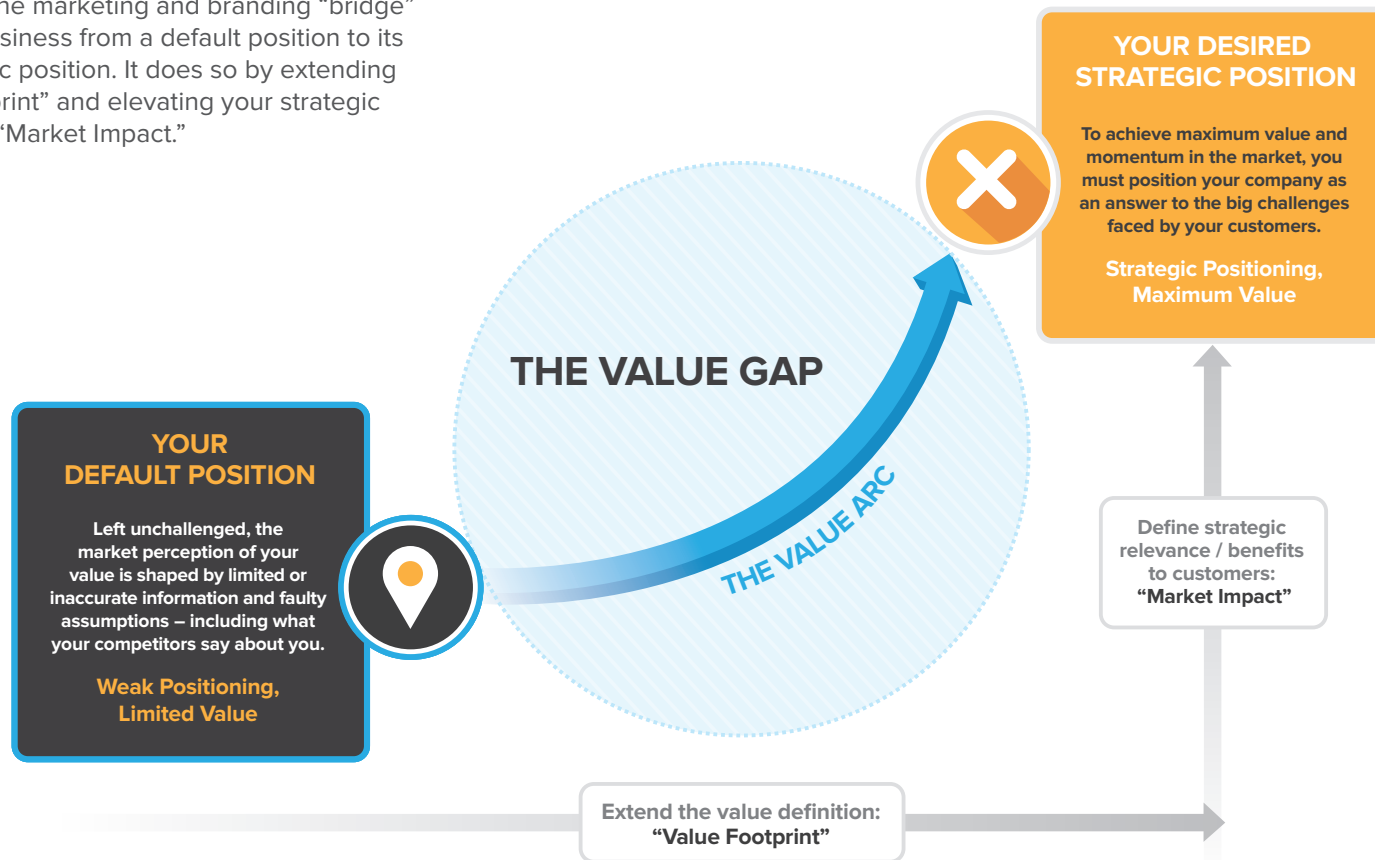 he marketing and branding “bridge”
siness from a default position to its
c position. It does so by extending
rint” and elevating your strategic
“Market Impact.”
YOUR DESIRED
STRATEGIC POSITION
To achieve maximum value and
momentum in the market, you
must position your company as
an answer to the big challenges
faced by your customers.
Strategic Positioning,
Maximum Value
THE VALUE GAP
THE VALUE ARC
YOUR
DEFAULT POSITION
Left unchallenged, the
market perception of your
value is shaped by limited or
inaccurate information and faulty
assumptions – including what
your competitors say about you.
Weak Positioning,
Limited Value
Define strategic
relevance / benefits
to customers:
“Market Impact”
Extend the value definition:
“Value Footprint”